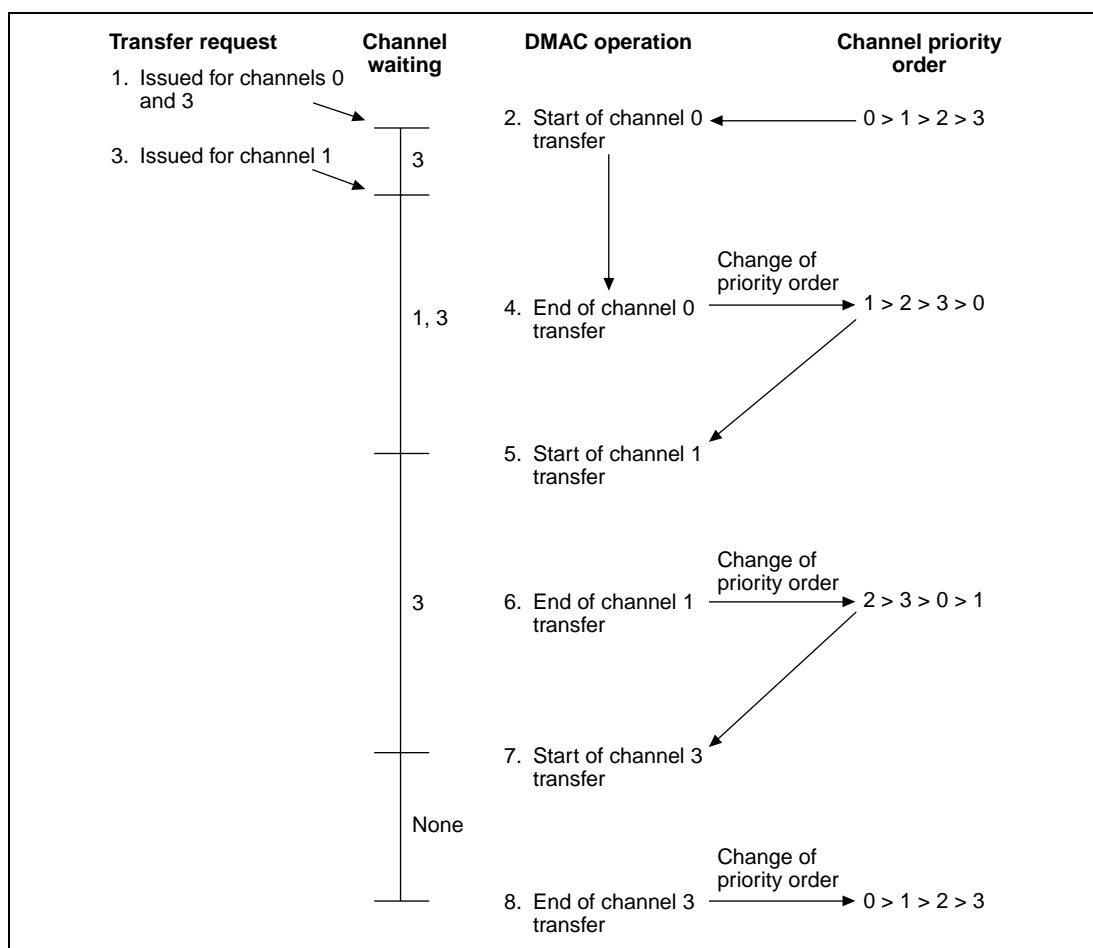 Transfer request
Channel
waiting
DMAC operation
Channel priority
order
1. Issued for channels 0
and 3
2. Start of channel 0
transfer
0 > 1 > 2 > 3
3. Issued for channel 1
3
Change of
priority order
4. End of channel 0
transfer
1 > 2 > 3 > 0
1, 3
5. Start of channel 1
transfer
Change of
priority order
3
6. End of channel 1
transfer
2 > 3 > 0 > 1
7. Start of channel 3
transfer
None
Change of
priority order
8. End of channel 3
transfer
0 > 1 > 2 > 3